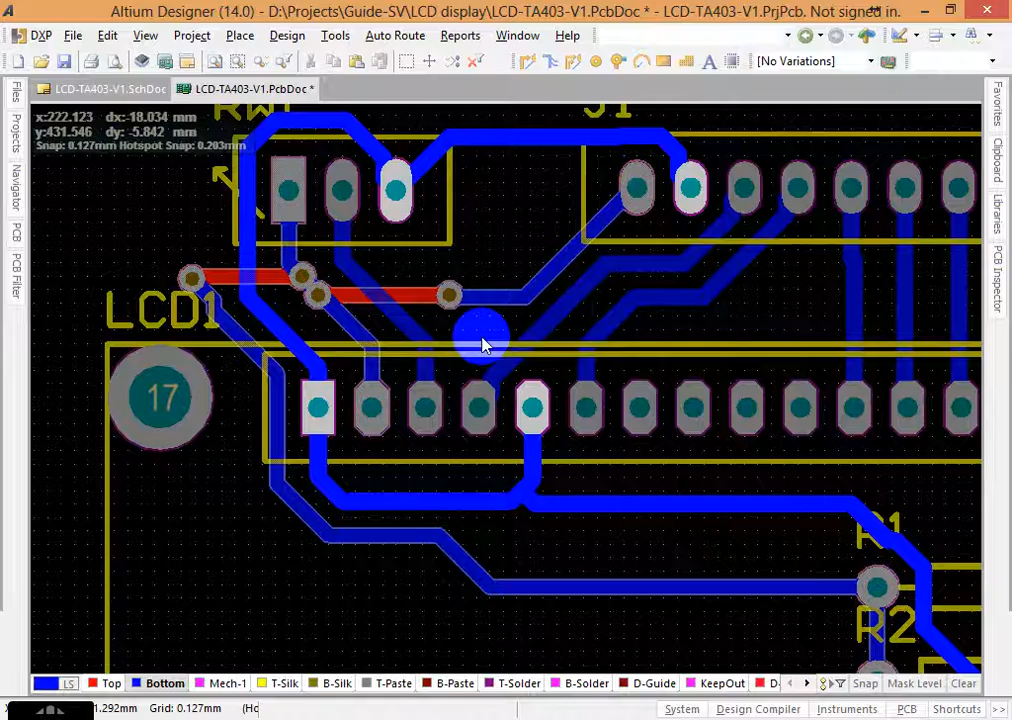 Altium Designer (14.0) - D:\Projects\Guide-SV\LCD display\LCD-TA403-V1.PcbDoc * - LCD-TA403-V1.PrjPcb. Not signed in.
DXP File Edit View Project Place Design Tools Auto Route Reports Window Help
[No Variations]
LCD-TA403-V1.SchDoc LCD-TA403-V1.PcbDoc *
Files
Projects
Navigator
PCB
PCB Filter
x:222.123 dx:-18.034 mm
y:431.546 dy: -5.842 mm
Snap: 0.127mm Hotspot Snap: 0.203mm
J1
LCD1
17
R1
R2
Favorites
Clipboard
Libraries
PCB Inspector
LS Top Bottom Mech-1 T-Silk B-Silk T-Paste B-Paste T-Solder B-Solder D-Guide KeepOut D Snap Mask Level Clear
1.292mm Grid: 0.127mm (Hc System Design Compiler Instruments PCB Shortcuts >>